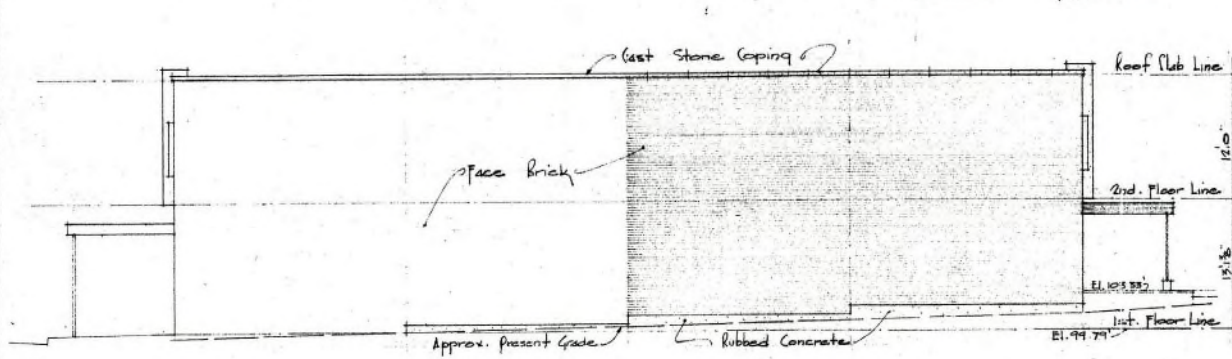 Cast Stone Coping
Roof Slab Line
12'.0"
Face Brick
2nd. Floor Line
El. 103.83'
1st. Floor Line
El. 99.79'
Approx. Present Grade
Rubbed Concrete